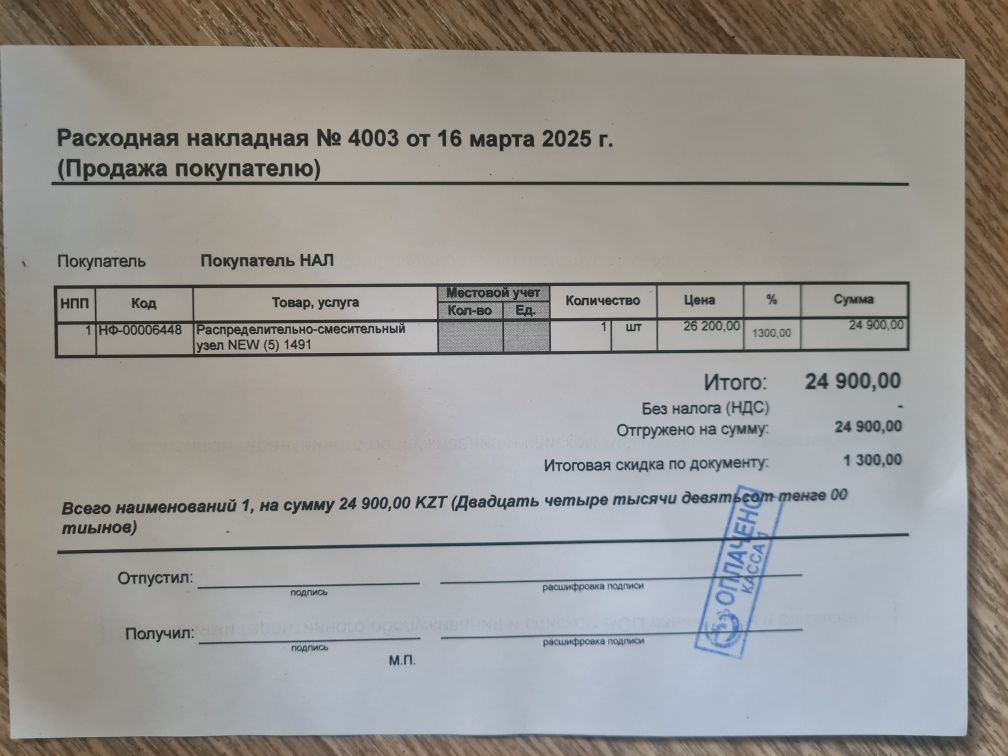 Расходная накладная № 4003 от 16 марта 2025 г.
(Продажа покупателю)
Покупатель Покупатель НАЛ
НПП Код Товар, услуга Местовой учет Количество Цена % Сумма
Кол-во Ед.
1 НФ-00006448 Распределительно-смесительный 1 шт 26 200,00 1300,00 24 900,00
узел NEW (5) 1491
Итого: 24 900,00
Без налога (НДС) -
Отгружено на сумму: 24 900,00
Итоговая скидка по документу: 1 300,00
Всего наименований 1, на сумму 24 900,00 KZT (Двадцать четыре тысячи девятьсот тенге 00
тиынов)
Отпустил:
подпись расшифровка подписи
Получил:
подпись расшифровка подписи
М.П.
ОПЛАЧЕНО
КАССА 1